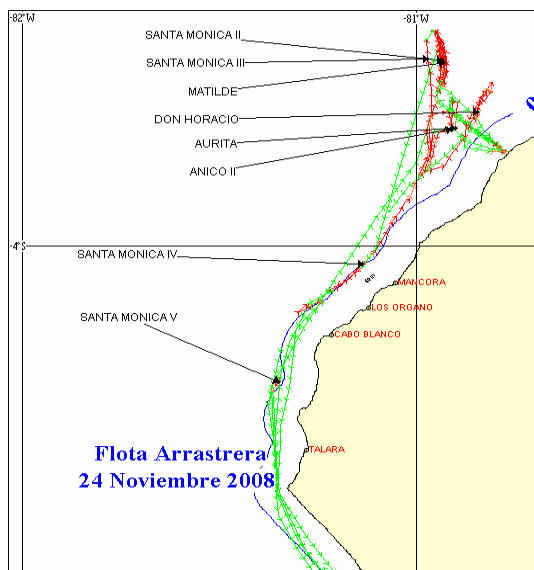 -82°W
-81°W
SANTA MONICA II
SANTA MONICA III
MATILDE
DON HORACIO
AURITA
ANICO II
-4°S
SANTA MONICA IV
MANCORA
LOS ORGANO
SANTA MONICA V
CABO BLANCO
Flota Arrastrera
TALARA
24 Noviembre 2008